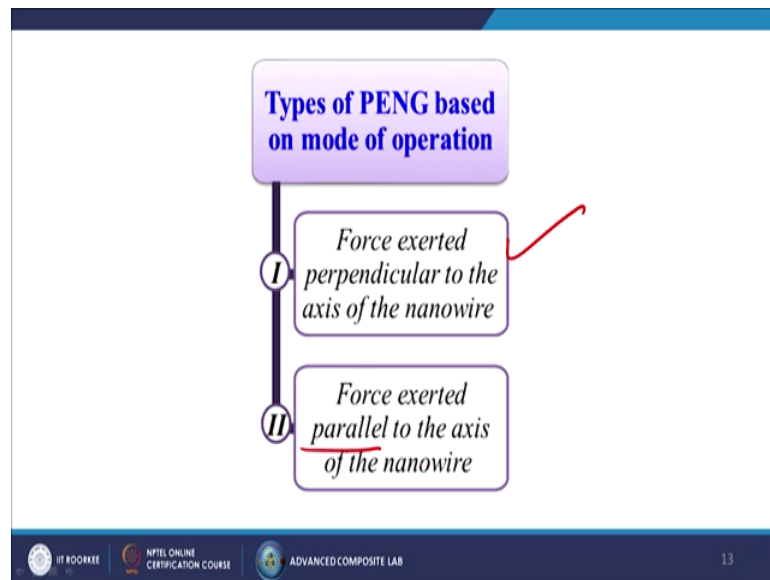 Types of PENG based
on mode of operation
I
Force exerted
perpendicular to the
axis of the nanowire
II
Force exerted
parallel to the axis
of the nanowire
IIT ROORKEE
NPTEL ONLINE
CERTIFICATION COURSE
ADVANCED COMPOSITE LAB
13